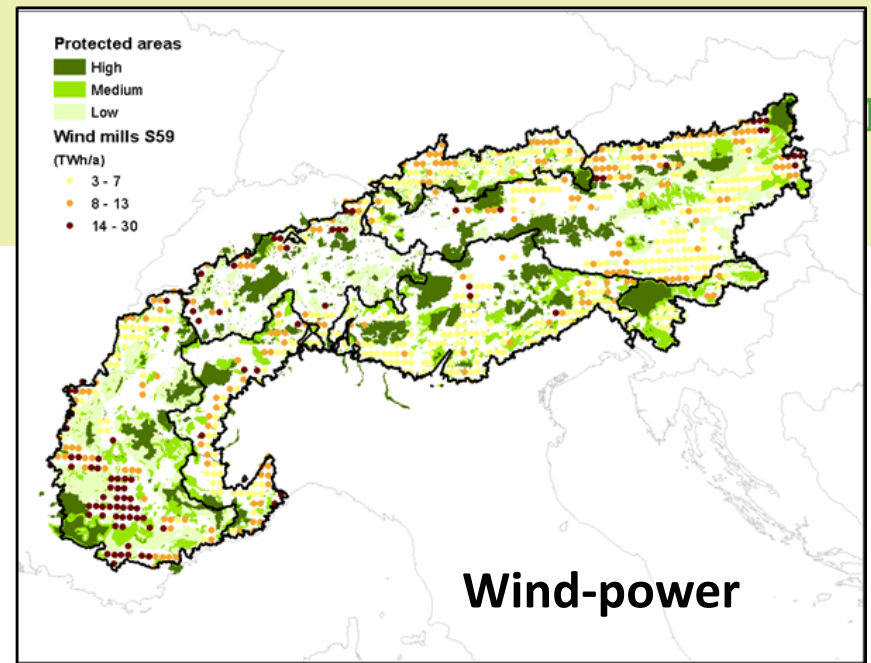 Protected areas
High
Medium
Low
Wind mills S59
(TWh/a)
3 - 7
8 - 13
14 - 30
Wind-power